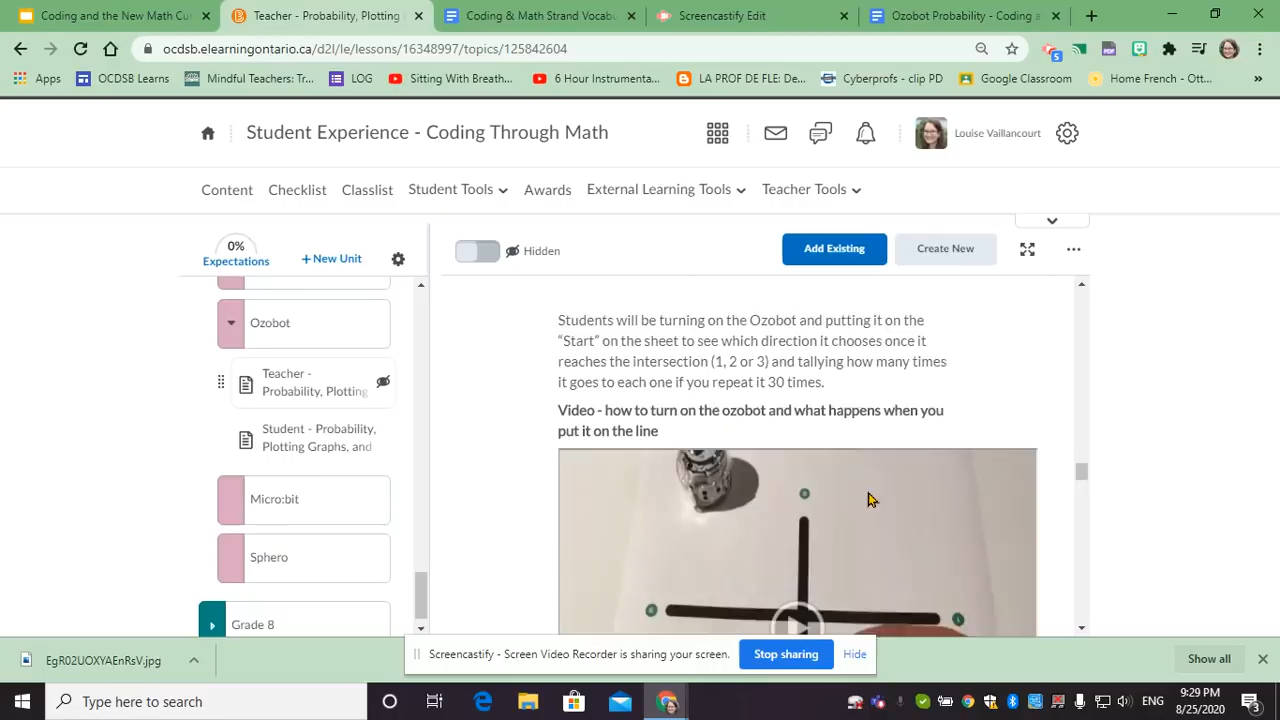 Coding and the New Math Cu
Teacher - Probability, Plotting
Coding & Math Strand Vocabu
Screencastify Edit
Ozobot Probability - Coding a
ocdsb.elearningontario.ca/d2l/le/lessons/16348997/topics/125842604
5
Apps
OCDSB Learns
Mindful Teachers: Tr...
LOG
Sitting With Breath...
6 Hour Instrumenta...
LA PROF DE FLE: De...
Cyberprofs - clip PD
Google Classroom
Home French - Ott...
»
Student Experience - Coding Through Math
Louise Vaillancourt
Content
Checklist
Classlist
Student Tools
Awards
External Learning Tools
Teacher Tools
0%
Expectations
+ New Unit
Hidden
Add Existing
Create New
Ozobot
Teacher -
Probability, Plotting
Student - Probability,
Plotting Graphs, and
Micro:bit
Sphero
Grade 8
Students will be turning on the Ozobot and putting it on the
“Start” on the sheet to see which direction it chooses once it
reaches the intersection (1, 2 or 3) and tallying how many times
it goes to each one if you repeat it 30 times.
Video - how to turn on the ozobot and what happens when you
put it on the line
Screencastify - Screen Video Recorder is sharing your screen.
Stop sharing
Hide
EgR02UOXYAEnRsV.jpg
Show all
Type here to search
ENG
9:29 PM
8/25/2020
3